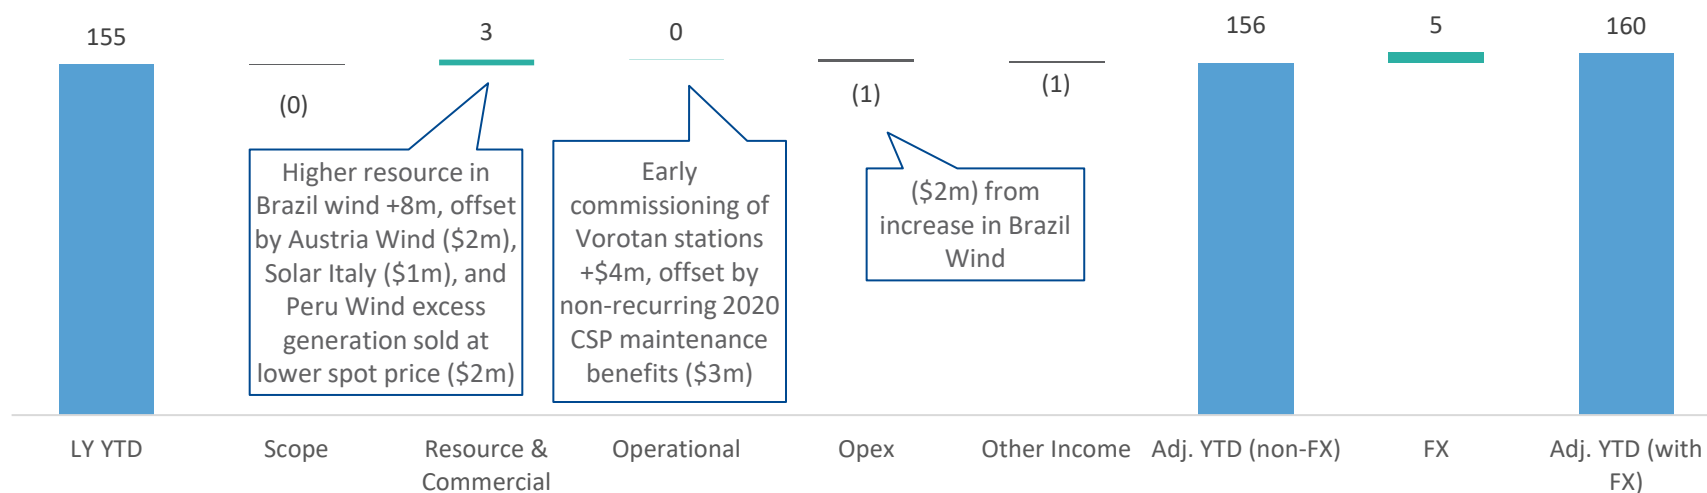 155
(0)
3
0
(1)
(1)
156
5
160
Higher resource in
Brazil wind +8m, offset
by Austria Wind ($2m),
Solar Italy ($1m), and
Peru Wind excess
generation sold at
lower spot price ($2m)
Early
commissioning of
Vorotan stations
+$4m, offset by
non-recurring 2020
CSP maintenance
benefits ($3m)
($2m) from
increase in Brazil
Wind
LY YTD
Scope
Resource &
Commercial
Operational
Opex
Other Income
Adj. YTD (non-FX)
FX
Adj. YTD (with
FX)